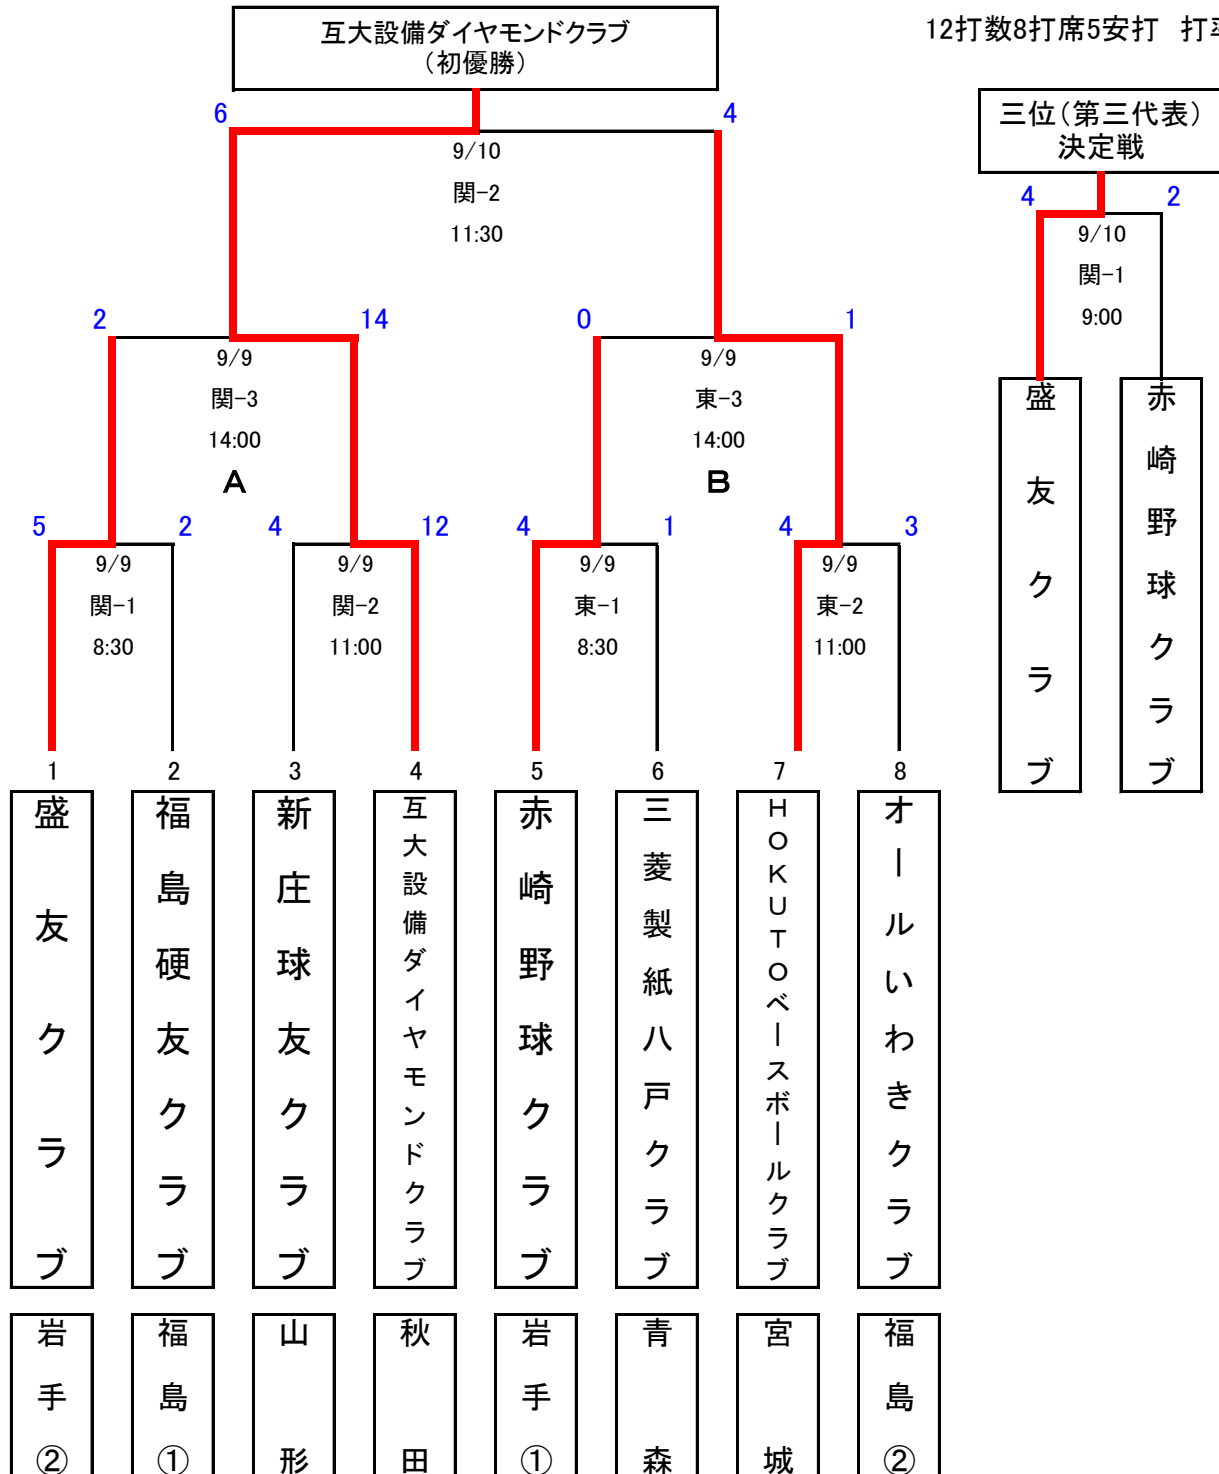 互大設備ダイヤモンドクラブ
（初優勝）
12打数8打席5安打 打
三位（第三代表）
決定戦
6
4
9/10
関-2
11:30
4
2
9/10
関-1
9:00
盛友クラブ
赤崎野球クラブ
2
14
9/9
関-3
14:00
A
0
1
9/9
東-3
14:00
B
5
2
9/9
関-1
8:30
4
12
9/9
関-2
11:00
4
1
9/9
東-1
8:30
4
3
9/9
東-2
11:00
1
2
3
4
5
6
7
8
盛友クラブ
福島硬友クラブ
新庄球友クラブ
互大設備ダイヤモンドクラブ
赤崎野球クラブ
三菱製紙八戸クラブ
HOKUTOベースボールクラブ
オールいわきクラブ
岩手②
福島①
山形
秋田
岩手①
青森
宮城
福島②